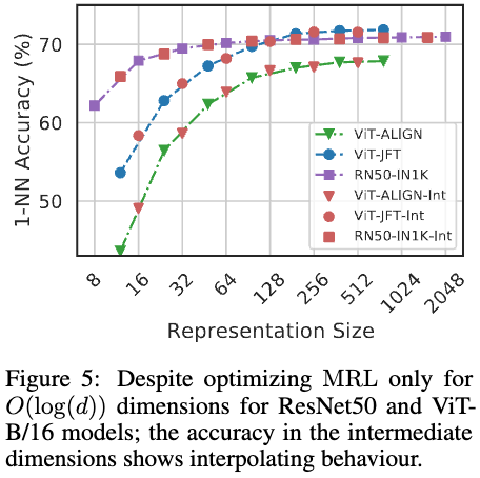 1-NN Accuracy (%)
70
60
50
ViT-ALIGN
ViT-JFT
RN50-IN1K
ViT-ALIGN-Int
ViT-JFT-Int
RN50-IN1K-Int
8
16
32
64
128
256
512
1024
2048
Representation Size
Figure 5: Despite optimizing MRL only for
O(log(d)) dimensions for ResNet50 and ViT-
B/16 models; the accuracy in the intermediate
dimensions shows interpolating behaviour.